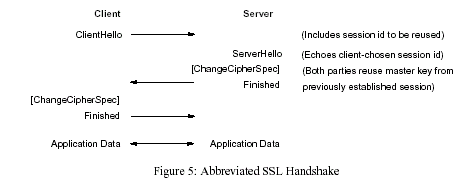 Client Server
ClientHello (Includes session id to be reused)
ServerHello (Echoes client-chosen session id)
[ChangeCipherSpec] (Both parties reuse master key from
Finished previously established session)
[ChangeCipherSpec]
Finished
Application Data Application Data
Figure 5: Abbreviated SSL Handshake